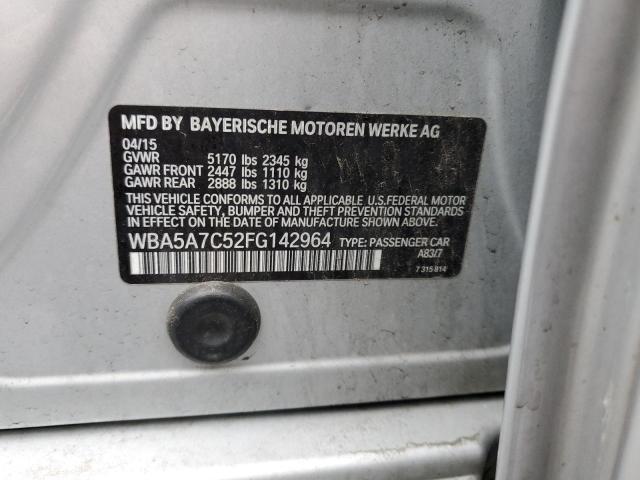 MFD BY BAYERISCHE MOTOREN WERKE AG
04/15
GVWR 5170 lbs 2345 kg
GAWR FRONT 2447 lbs 1110 kg
GAWR REAR 2888 lbs 1310 kg
THIS VEHICLE CONFORMS TO ALL APPLICABLE U.S.FEDERAL MOTOR
VEHICLE SAFETY, BUMPER, AND THEFT PREVENTION STANDARDS
IN EFFECT ON THE DATE OF MANUFACTURE SHOWN ABOVE.
WBA5A7C52FG142964 TYPE: PASSENGER CAR
A83/7
7 315 814